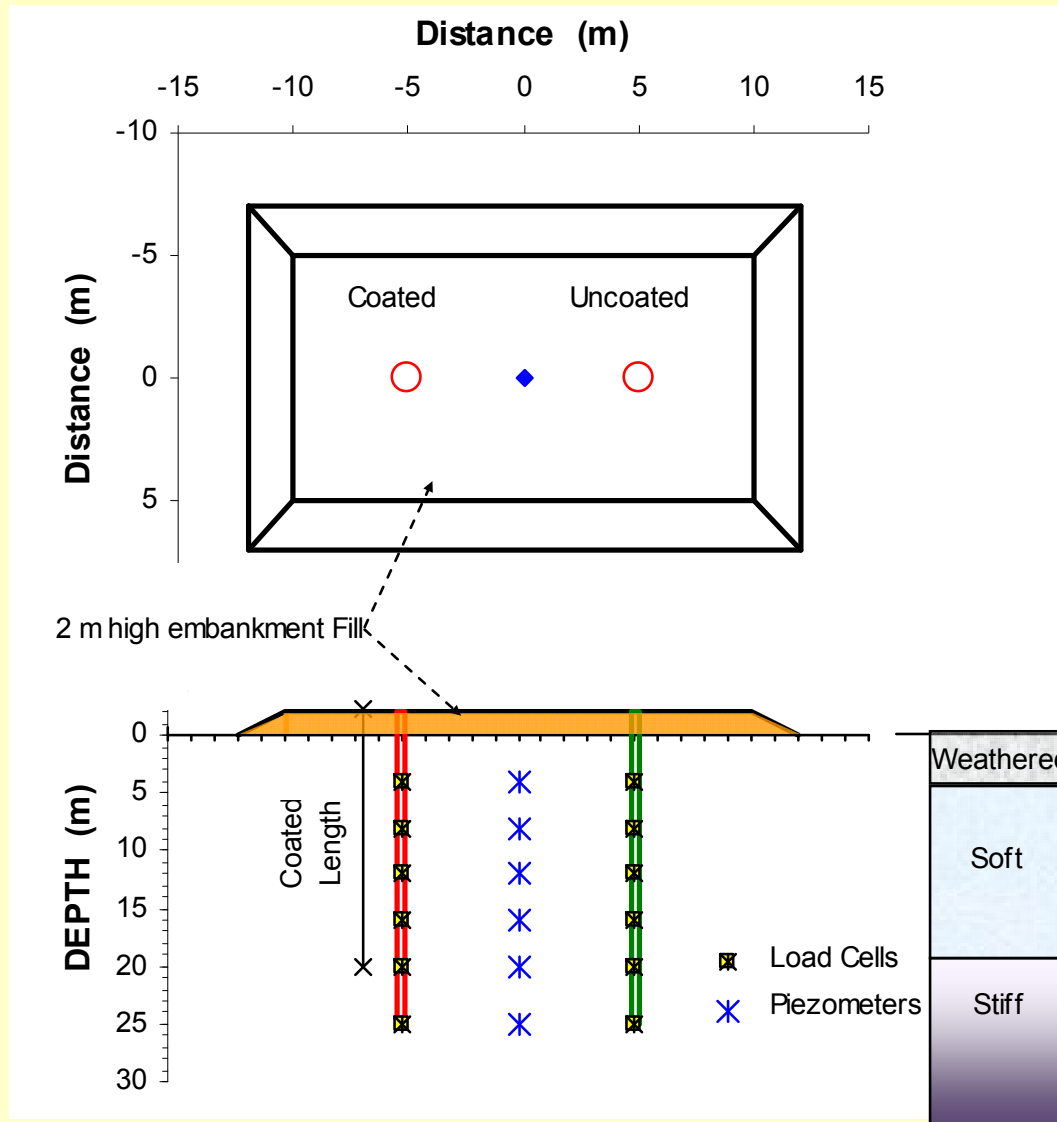 Distance (m)
-15 -10 -5 0 5 10 15
-10
-5
0
5
Distance (m)
Coated Uncoated
2 m high embankment Fill
0
5
10
15
20
25
30
DEPTH (m)
Coated
Length
Load Cells
Piezometers
Weathered
Soft
Stiff